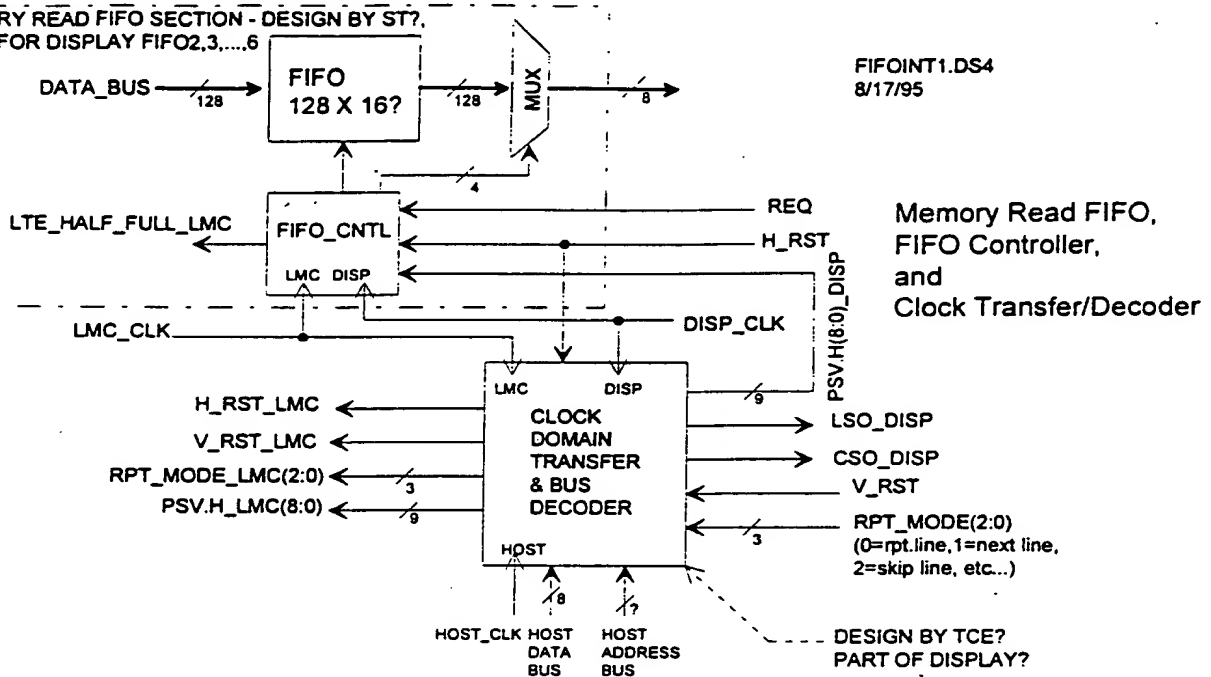 RY READ FIFO SECTION - DESIGN BY ST?,
FOR DISPLAY FIFO2,3,...,6
FIFOINT1.DS4
8/17/95
DATA_BUS
128
FIFO
128 X 16?
128
MUX
8
4
LTE_HALF_FULL_LMC
FIFO_CNTL
LMC DISP
REQ
H_RST
PSV.H(8:0)_DISP
Memory Read FIFO,
FIFO Controller,
and
Clock Transfer/Decoder
LMC_CLK
DISP_CLK
LMC DISP
CLOCK
DOMAIN
TRANSFER
& BUS
DECODER
HOST
H_RST_LMC
V_RST_LMC
RPT_MODE_LMC(2:0)
3
PSV.H_LMC(8:0)
9
9
LSO_DISP
CSO_DISP
V_RST
3
RPT_MODE(2:0)
(0=rpt.line,1=next line,
2=skip line, etc...)
8
?
HOST_CLK
HOST
DATA
BUS
HOST
ADDRESS
BUS
DESIGN BY TCE?
PART OF DISPLAY?